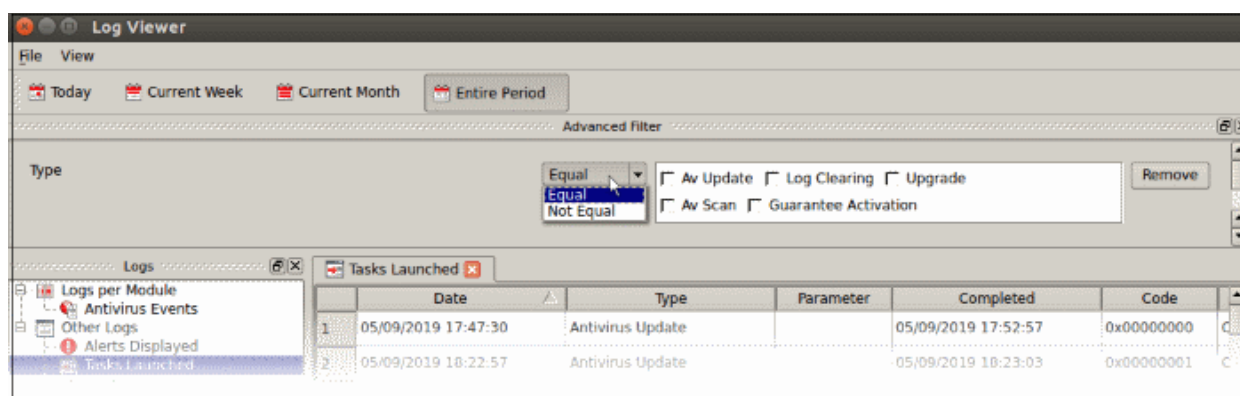 Log Viewer
File View
Today Current Week Current Month Entire Period
Advanced Filter
Type Equal Av Update Log Clearing Upgrade Remove
Equal
Not Equal Av Scan Guarantee Activation
Logs Tasks Launched
Logs per Module Date Type Parameter Completed Code
Antivirus Events
Other Logs 1 05/09/2019 17:47:30 Antivirus Update 05/09/2019 17:52:57 0x00000000
Alerts Displayed
Tasks Launched 2 05/09/2019 18:22:57 Antivirus Update 05/09/2019 18:23:03 0x00000001